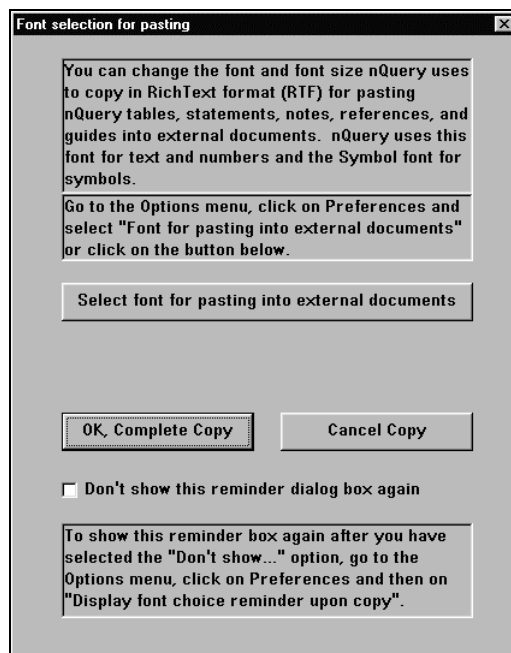 Font selection for pasting
You can change the font and font size nQuery uses
to copy in RichText format (RTF) for pasting
nQuery tables, statements, notes, references, and
guides into external documents.  nQuery uses this
font for text and numbers and the Symbol font for
symbols.
Go to the Options menu, click on Preferences and
select "Font for pasting into external documents"
or click on the button below.
Select font for pasting into external documents
OK, Complete Copy
Cancel Copy
Don't show this reminder dialog box again
To show this reminder box again after you have
selected the "Don't show..." option, go to the
Options menu, click on Preferences and then on
"Display font choice reminder upon copy".